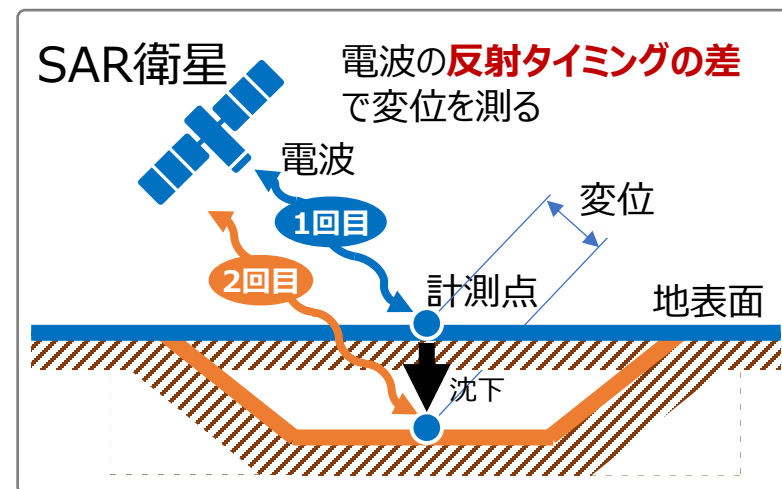 SAR衛星
電波の反射タイミングの差
で変位を測る
電波
変位
1回目
2回目
計測点
地表面
沈下